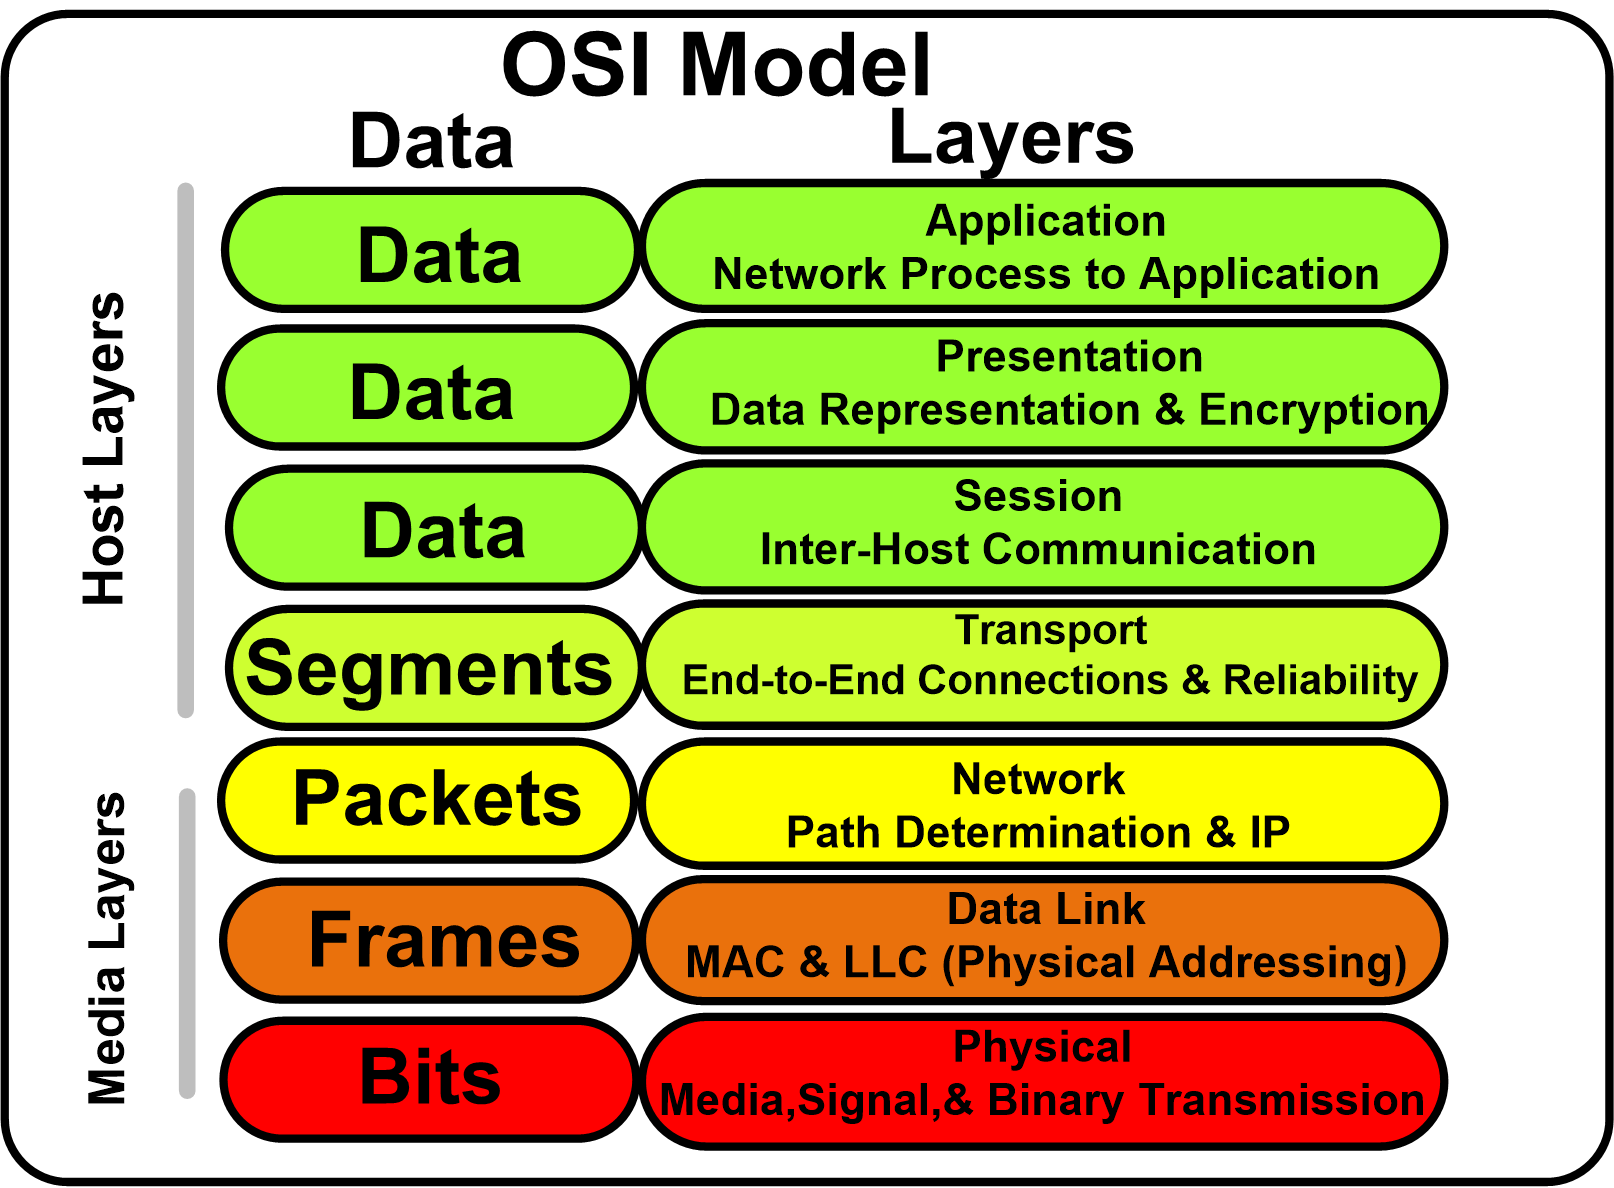 OSI Model
Data
Layers
Host Layers
Data
Application
Network Process to Application
Data
Presentation
Data Representation & Encryption
Data
Session
Inter-Host Communication
Segments
Transport
End-to-End Connections & Reliability
Media Layers
Packets
Network
Path Determination & IP
Frames
Data Link
MAC & LLC (Physical Addressing)
Bits
Physical
Media,Signal,& Binary Transmission